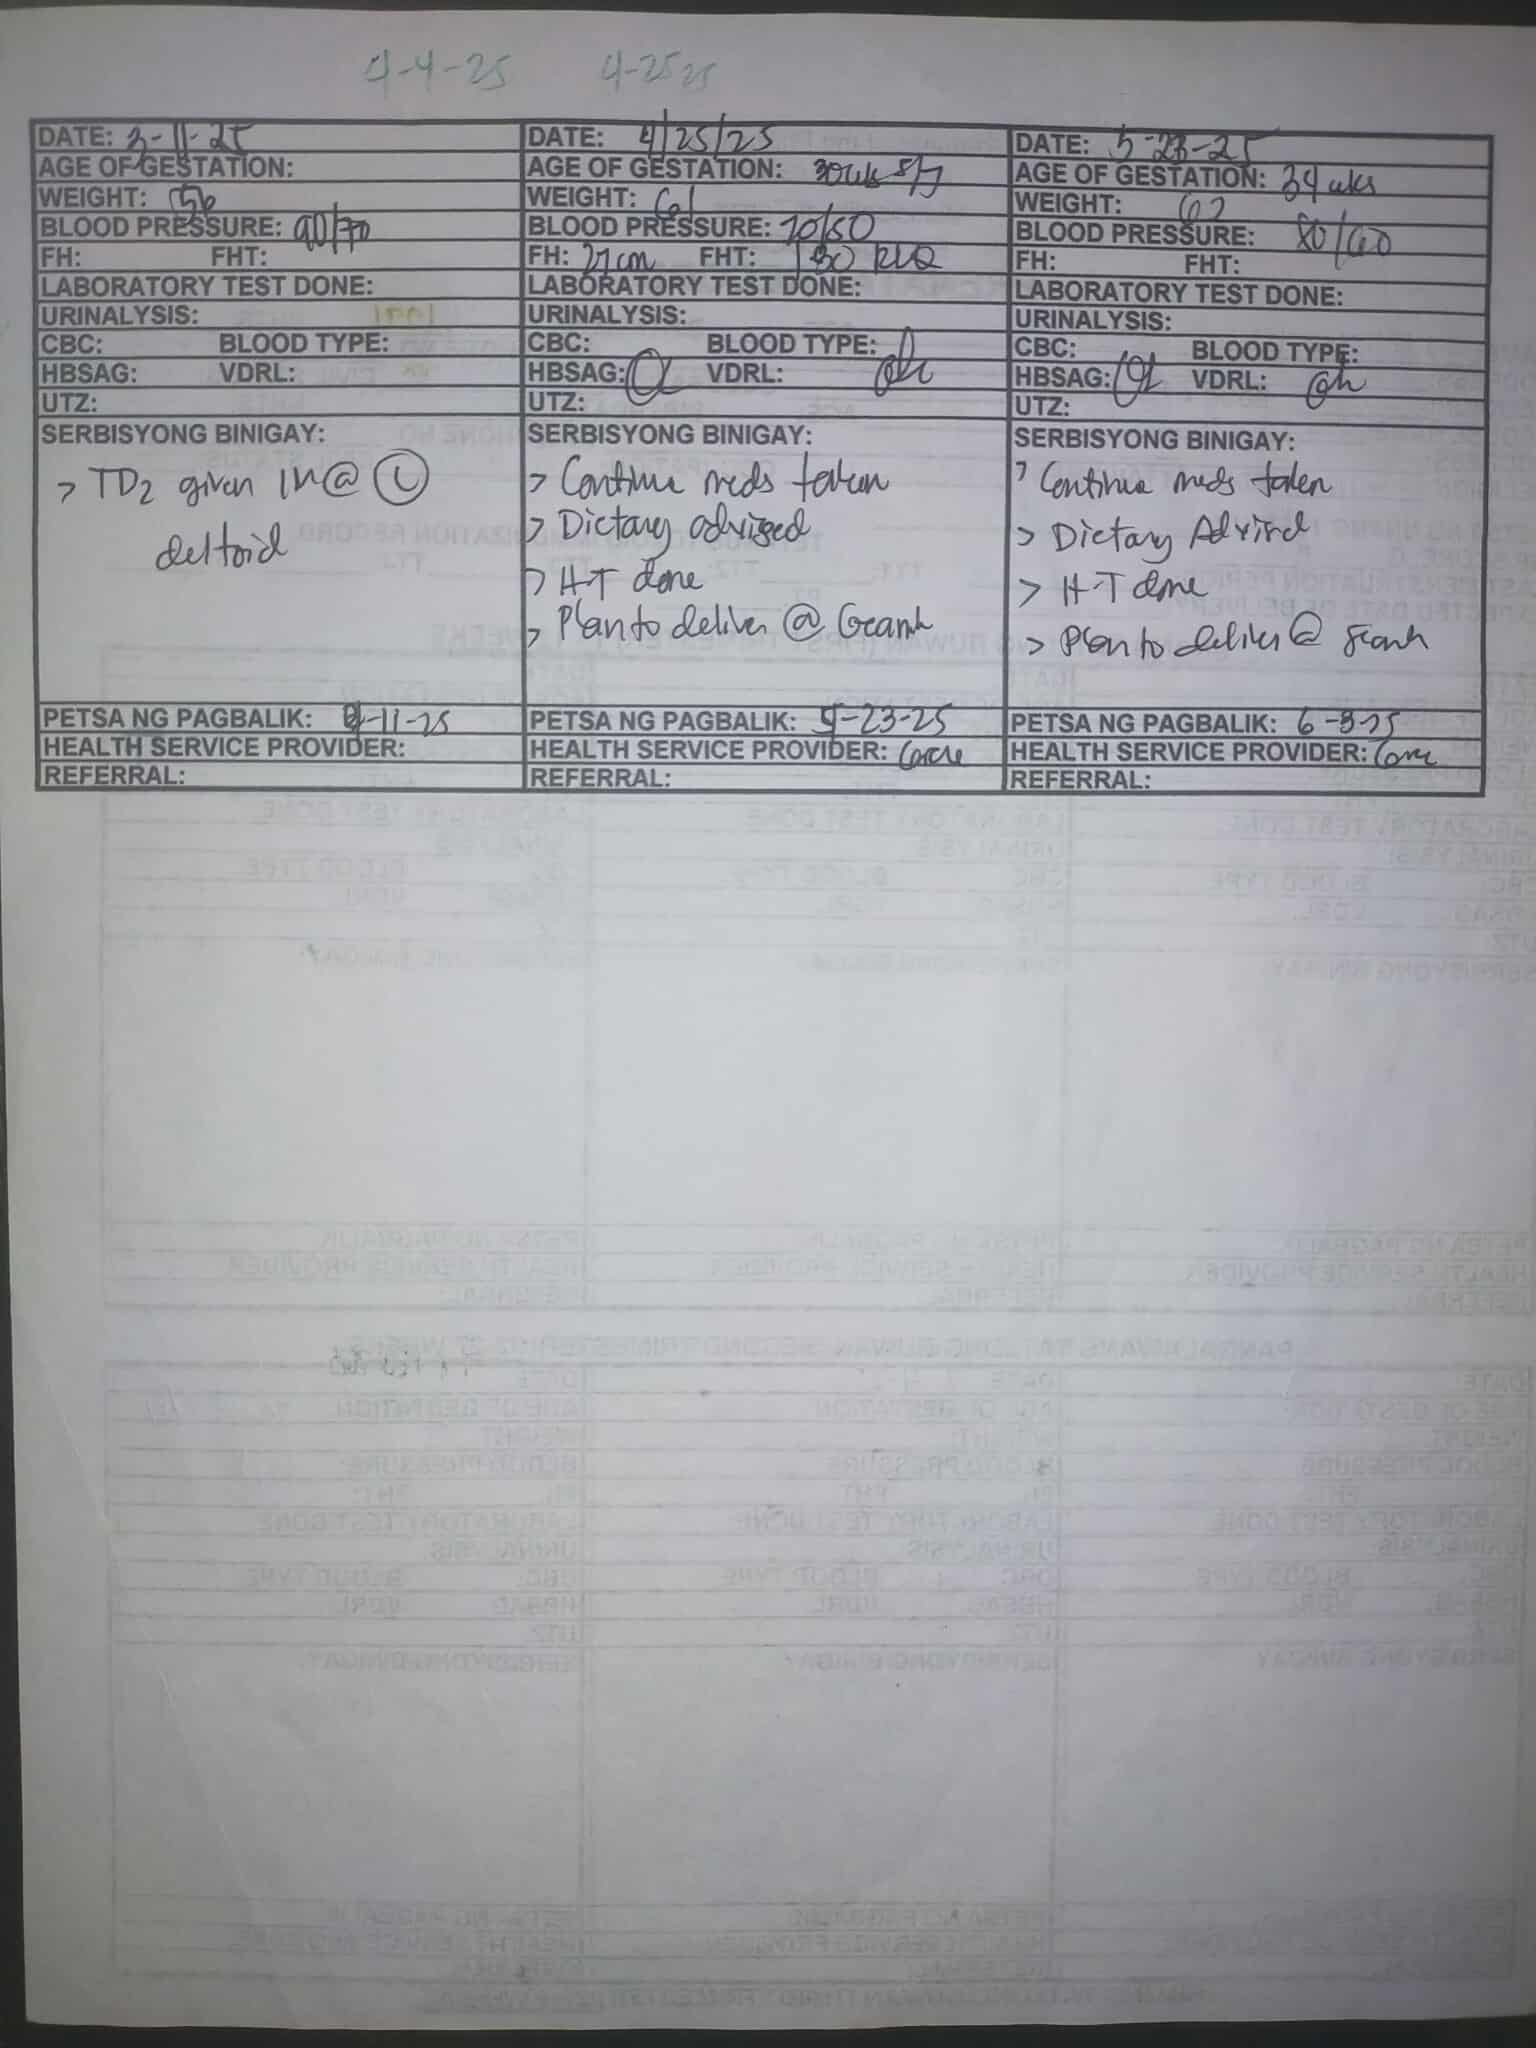 4-4-25 4-25 25
DATE: 3-11-25
AGE OF GESTATION:
WEIGHT: 56
BLOOD PRESSURE: 90/70
FH: FHT:
LABORATORY TEST DONE:
URINALYSIS:
CBC: BLOOD TYPE:
HBSAG: VDRL:
UTZ:
SERBISYONG BINIGAY:
> TD2 given IM @ (L)
deltoid
PETSA NG PAGBALIK: 4-11-25
HEALTH SERVICE PROVIDER:
REFERRAL:
DATE: 4/25/25
AGE OF GESTATION: 30wks 5/7
WEIGHT: 61
BLOOD PRESSURE: /50
FH: 27cm FHT: 130 RLQ
LABORATORY TEST DONE:
URINALYSIS:
CBC: BLOOD TYPE:
HBSAG: VDRL:
UTZ:
SERBISYONG BINIGAY:
> Continue meds taken
> Dietary advised
> H-T done
> Plan to deliver @
PETSA NG PAGBALIK: 5-23-25
HEALTH SERVICE PROVIDER:
REFERRAL:
DATE: 5-23-25
AGE OF GESTATION: 34 wks
WEIGHT: 62
BLOOD PRESSURE: 80/60
FH: FHT:
LABORATORY TEST DONE:
URINALYSIS:
CBC: BLOOD TYPE:
HBSAG: VDRL:
UTZ:
SERBISYONG BINIGAY:
> Continue meds taken
> Dietary Advised
> H-T done
> Plan to deliver @
PETSA NG PAGBALIK: 6-3-25
HEALTH SERVICE PROVIDER:
REFERRAL: